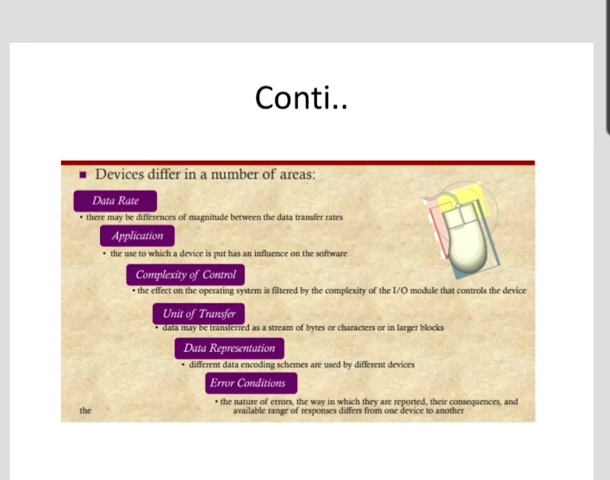 Conti..
■ Devices differ in a number of areas:
Data Rate
• there may be differences of magnitude between the data transfer rates
Application
• the use to which a device is put has an influence on the software
Complexity of Control
• the effect on the operating system is filtered by the complexity of the I/O module that controls the device
Unit of Transfer
• data may be transferred as a stream of bytes or characters or in larger blocks
Data Representation
• different data encoding schemes are used by different devices
Error Conditions
• the nature of errors, the way in which they are reported, their consequences, and
the available range of responses differs from one device to another